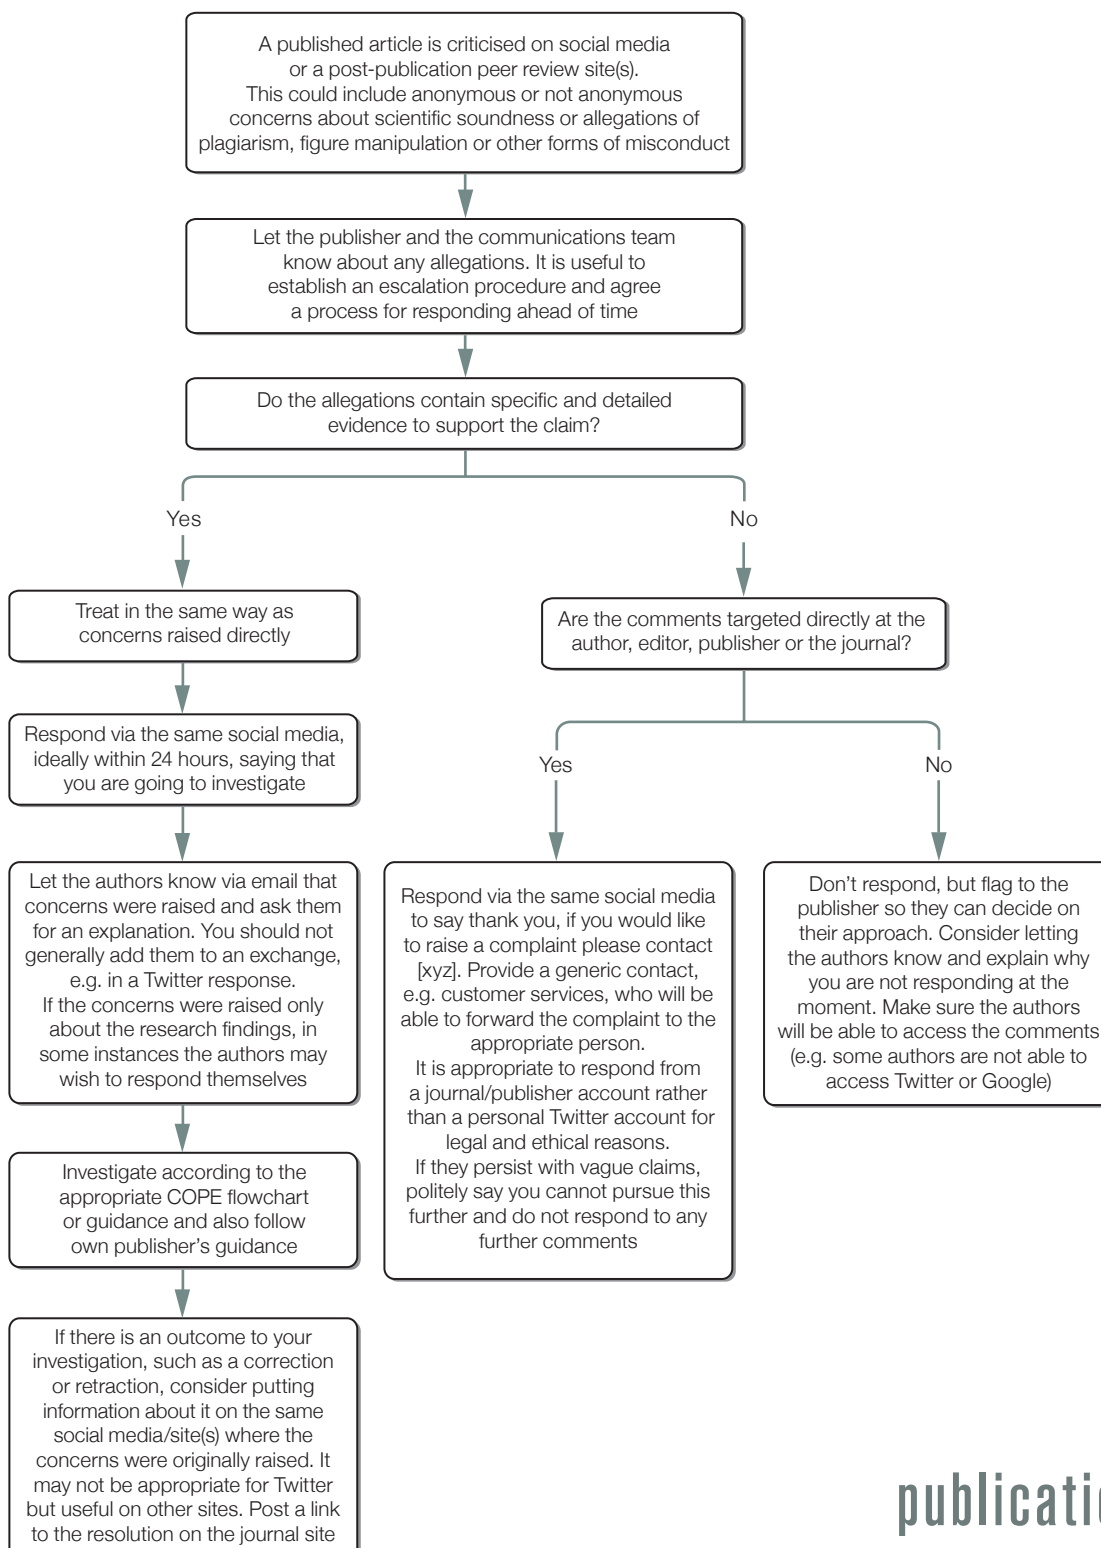 A published article is criticised on social media
or a post-publication peer review site(s).
This could include anonymous or not anonymous
concerns about scientific soundness or allegations of
plagiarism, figure manipulation or other forms of misconduct
Let the publisher and the communications team
know about any allegations. It is useful to
establish an escalation procedure and agree
a process for responding ahead of time
Do the allegations contain specific and detailed
evidence to support the claim?
Yes
No
Treat in the same way as
concerns raised directly
Respond via the same social media,
ideally within 24 hours, saying that
you are going to investigate
Let the authors know via email that
concerns were raised and ask them
for an explanation. You should not
generally add them to an exchange,
e.g. in a Twitter response.
If the concerns were raised only
about the research findings, in
some instances the authors may
wish to respond themselves
Investigate according to the
appropriate COPE flowchart
or guidance and also follow
own publisher's guidance
If there is an outcome to your
investigation, such as a correction
or retraction, consider putting
information about it on the same
social media/site(s) where the
concerns were originally raised. It
may not be appropriate for Twitter
but useful on other sites. Post a link
to the resolution on the journal site
Are the comments targeted directly at the
author, editor, publisher or the journal?
Yes
No
Respond via the same social media
to say thank you, if you would like
to raise a complaint please contact
[xyz]. Provide a generic contact,
e.g. customer services, who will be
able to forward the complaint to the
appropriate person.
It is appropriate to respond from
a journal/publisher account rather
than a personal Twitter account for
legal and ethical reasons.
If they persist with vague claims,
politely say you cannot pursue this
further and do not respond to any
further comments
Don't respond, but flag to the
publisher so they can decide on
their approach. Consider letting
the authors know and explain why
you are not responding at the
moment. Make sure the authors
will be able to access the comments
(e.g. some authors are not able to
access Twitter or Google)